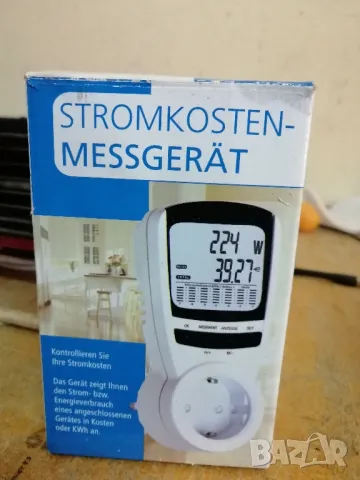 STROMKOSTEN-
MESSGERÄT
224 W
39.27
Kontrollieren Sie
Ihre Stromkosten
Das Gerät zeigt Ihnen
den Strom- bzw.
Energieverbrauch
eines angeschlossenen
Gerätes in Kosten
oder KWh an.
BAZAR